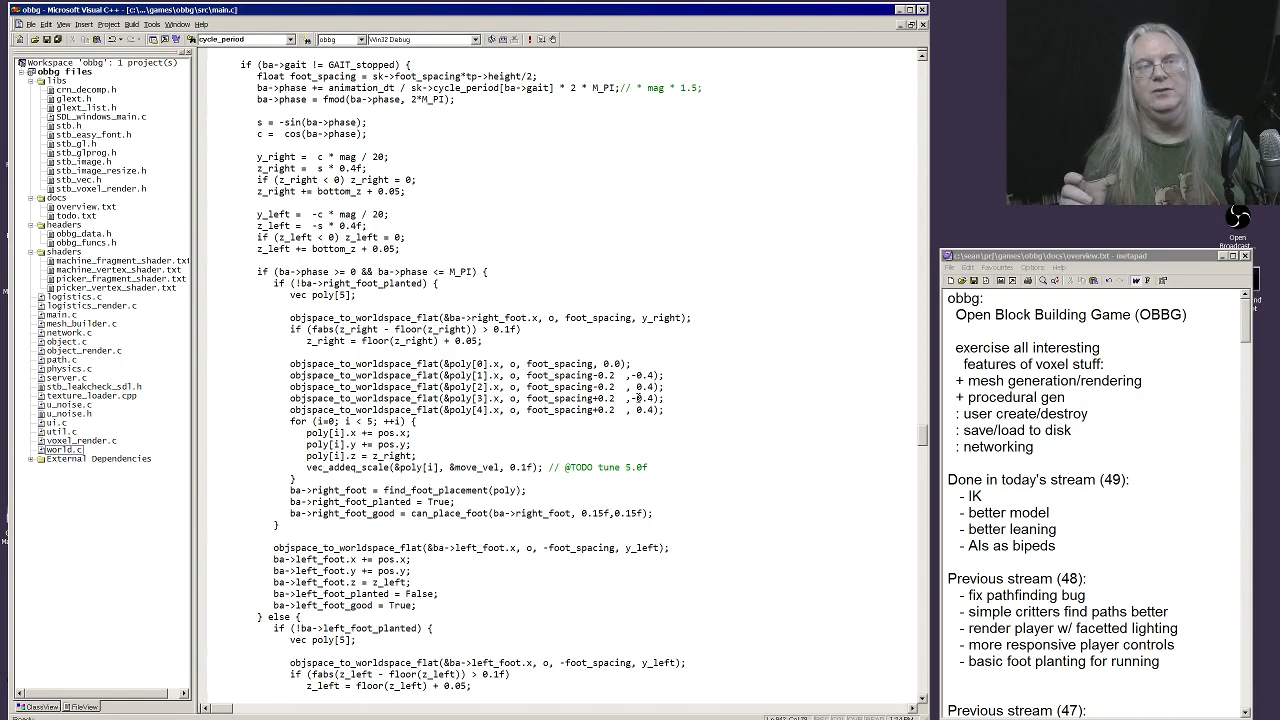 obbg - Microsoft Visual C++ - [c:\...\games\obbg\src\main.c]
File Edit View Insert Project Build Tools Window Help
cycle_period
obbg
Win32 Debug
Workspace 'obbg': 1 project(s)
obbg files
libs
crn_decomp.h
glext.h
glext_list.h
SDL_windows_main.c
stb.h
stb_easy_font.h
stb_gl.h
stb_glprog.h
stb_image.h
stb_image_resize.h
stb_vec.h
stb_voxel_render.h
docs
overview.txt
todo.txt
headers
obbg_data.h
obbg_funcs.h
shaders
machine_fragment_shader.txt
machine_vertex_shader.txt
picker_fragment_shader.txt
picker_vertex_shader.txt
logistics.c
logistics_render.c
main.c
mesh_builder.c
network.c
object.c
object_render.c
path.c
physics.c
server.c
stb_leakcheck_sdl.h
texture_loader.cpp
u_noise.c
u_noise.h
ui.c
util.c
voxel_render.c
world.c
External Dependencies
ClassView
FileView
if (ba->gait != GAIT_stopped) {
float foot_spacing = sk->foot_spacing*tp->height/2;
ba->phase += animation_dt / sk->cycle_period[ba->gait] * 2 * M_PI;// * mag * 1.5;
ba->phase = fmod(ba->phase, 2*M_PI);
s = -sin(ba->phase);
c = cos(ba->phase);
y_right = c * mag / 20;
z_right = s * 0.4f;
if (z_right < 0) z_right = 0;
z_right += bottom_z + 0.05;
y_left = -c * mag / 20;
z_left = -s * 0.4f;
if (z_left < 0) z_left = 0;
z_left += bottom_z + 0.05;
if (ba->phase >= 0 && ba->phase <= M_PI) {
if (!ba->right_foot_planted) {
vec poly[5];
objspace_to_worldspace_flat(&ba->right_foot.x, o, foot_spacing, y_right);
if (fabs(z_right - floor(z_right)) > 0.1f)
z_right = floor(z_right) + 0.05;
objspace_to_worldspace_flat(&poly[0].x, o, foot_spacing, 0.0);
objspace_to_worldspace_flat(&poly[1].x, o, foot_spacing-0.2 ,-0.4);
objspace_to_worldspace_flat(&poly[2].x, o, foot_spacing-0.2 , 0.4);
objspace_to_worldspace_flat(&poly[3].x, o, foot_spacing+0.2 ,-0.4);
objspace_to_worldspace_flat(&poly[4].x, o, foot_spacing+0.2 , 0.4);
for (i=0; i < 5; ++i) {
poly[i].x += pos.x;
poly[i].y += pos.y;
poly[i].z = z_right;
vec_addeq_scale(&poly[i], &move_vel, 0.1f); // @TODO tune 5.0f
}
ba->right_foot = find_foot_placement(poly);
ba->right_foot_planted = True;
ba->right_foot_good = can_place_foot(ba->right_foot, 0.15f,0.15f);
}
objspace_to_worldspace_flat(&ba->left_foot.x, o, -foot_spacing, y_left);
ba->left_foot.x += pos.x;
ba->left_foot.y += pos.y;
ba->left_foot.z = z_left;
ba->left_foot_planted = False;
ba->left_foot_good = True;
} else {
if (!ba->left_foot_planted) {
vec poly[5];
objspace_to_worldspace_flat(&ba->left_foot.x, o, -foot_spacing, y_left);
if (fabs(z_left - floor(z_left)) > 0.1f)
z_left = floor(z_left) + 0.05;
Open
Broadcast...
c:\sean\prj\games\obbg\docs\overview.txt - metapad
File Edit Favourites Options Help
obbg:
Open Block Building Game (OBBG)
exercise all interesting
features of voxel stuff:
+ mesh generation/rendering
+ procedural gen
: user create/destroy
: save/load to disk
: networking
Done in today's stream (49):
- IK
- better model
- better leaning
- AIs as bipeds
Previous stream (48):
- fix pathfinding bug
- simple critters find paths better
- render player w/ facetted lighting
- more responsive player controls
- basic foot planting for running
Previous stream (47):